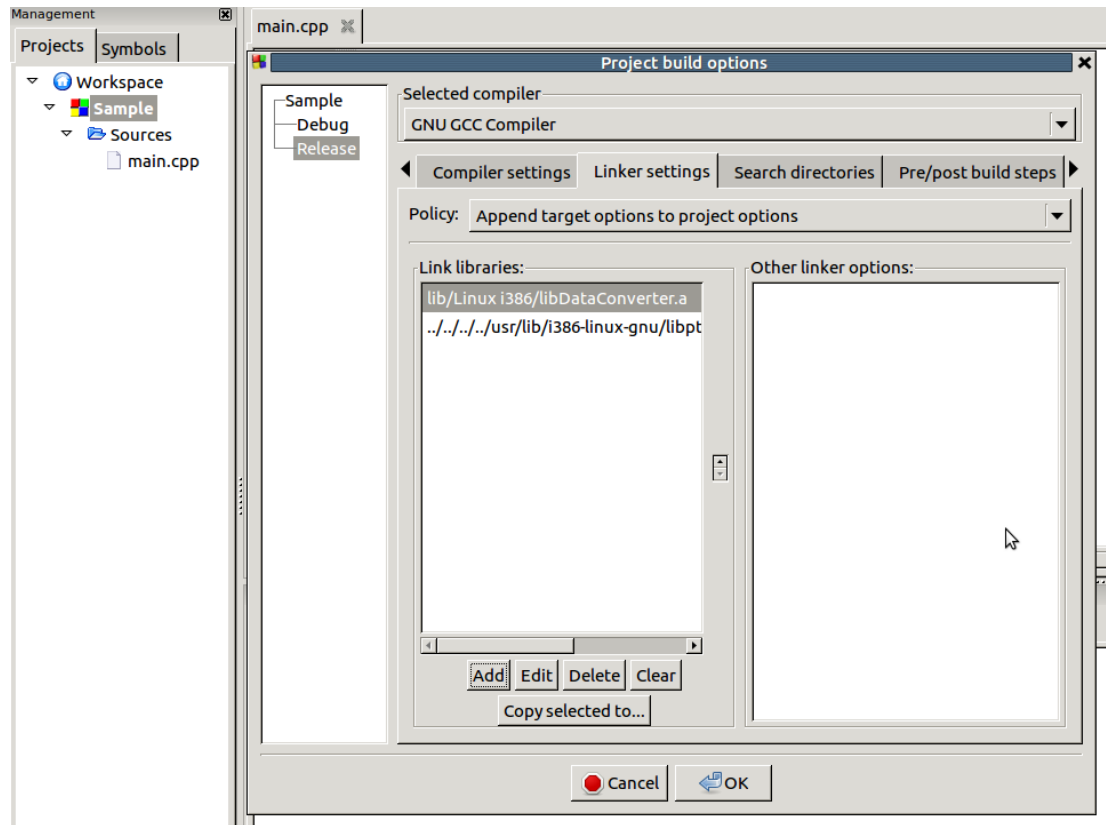 Management
Projects Symbols
Workspace
Sample
Sources
main.cpp
main.cpp
Project build options
Sample
Debug
Release
Selected compiler
GNU GCC Compiler
Compiler settings Linker settings Search directories Pre/post build steps
Policy: Append target options to project options
Link libraries:
lib/Linux i386/libDataConverter.a
../../../../usr/lib/i386-linux-gnu/libpt
Other linker options:
Add Edit Delete Clear
Copy selected to...
Cancel OK